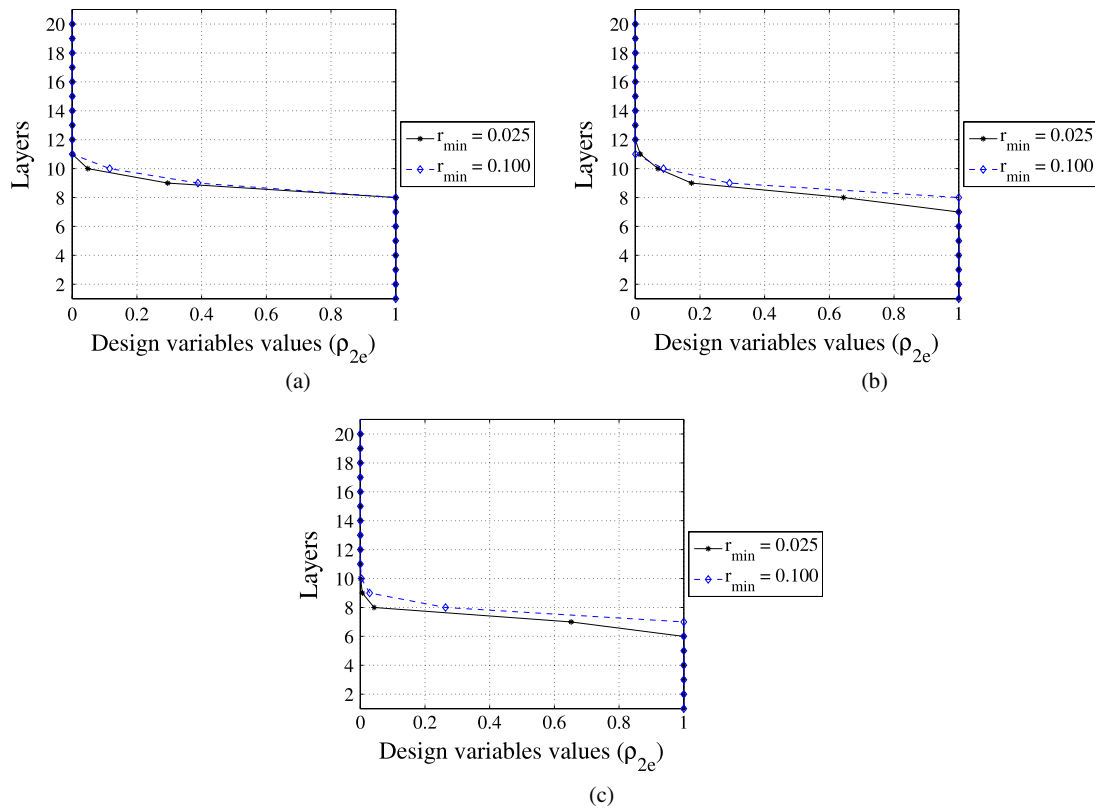 20
18
16
14
12
10
8
6
4
2
Layers
0 0.2 0.4 0.6 0.8 1
Design variables values (ρ2e)
r min = 0.025
r min = 0.100
(a)
20
18
16
14
12
10
8
6
4
2
Layers
0 0.2 0.4 0.6 0.8 1
Design variables values (ρ2e)
r min = 0.025
r min = 0.100
(b)
20
18
16
14
12
10
8
6
4
2
Layers
0 0.2 0.4 0.6 0.8 1
Design variables values (ρ2e)
r min = 0.025
r min = 0.100
(c)